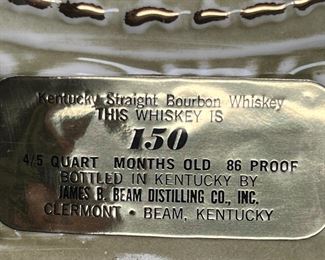 Kentucky Straight Bourbon Whiskey
THIS WHISKEY IS
150
4/5 QUART MONTHS OLD 86 PROOF
BOTTLED IN KENTUCKY BY
JAMES B. BEAM DISTILLING CO., INC.
CLERMONT • BEAM, KENTUCKY